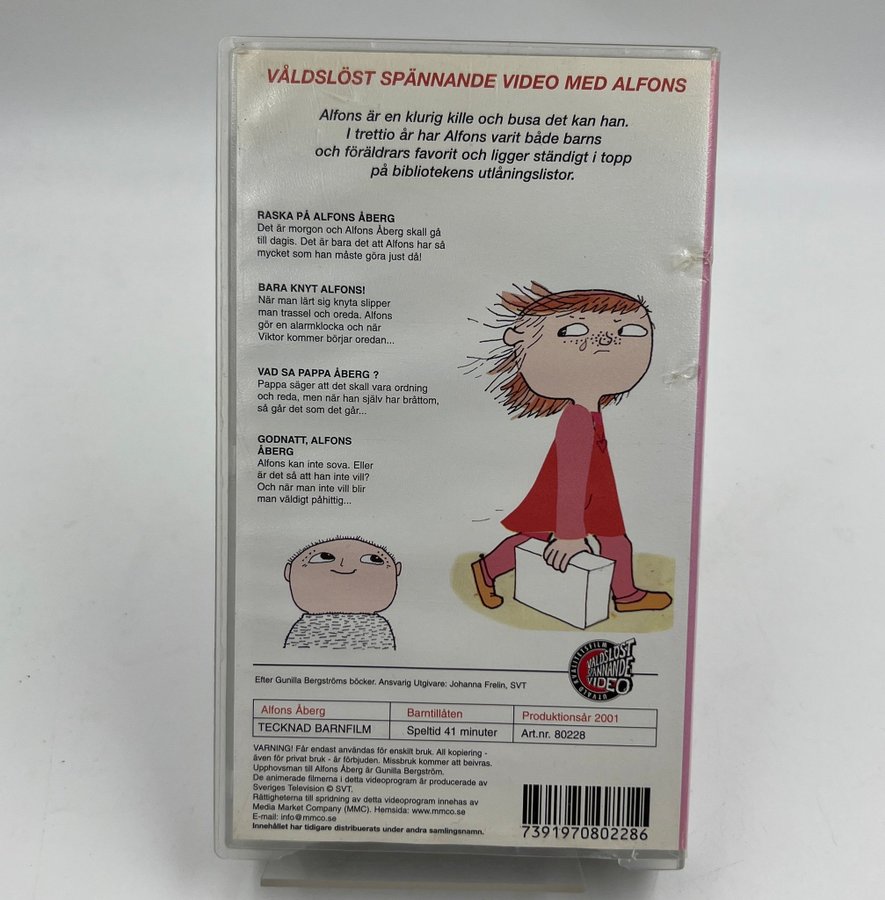 VÅLDSLÖST SPÄNNANDE VIDEO MED ALFONS
Alfons är en klurig kille och busa det kan han.
I trettio år har Alfons varit både barns
och föräldrars favorit och ligger ständigt i topp
på bibliotekens utlåningslistor.
RASKA PÅ ALFONS ÅBERG
Det är morgon och Alfons Åberg skall gå
till dagis. Det är bara det att Alfons har så
mycket som han måste göra just då!
BARA KNYT ALFONS!
När man lärt sig knyta slipper
man trassel och oreda. Alfons
gör en alarmklocka och när
Viktor kommer börjar oredan...
VAD SA PAPPA ÅBERG ?
Pappa säger att det skall vara ordning
och reda, men när han själv har bråttom,
så går det som det går...
GODNATT, ALFONS
ÅBERG
Alfons kan inte sova. Eller
är det så att han inte vill?
Och när man inte vill blir
man väldigt påhittig...
VÅLDSLÖST
SPÄNNANDE
VIDEO
Efter Gunilla Bergströms böcker. Ansvarig Utgivare: Johanna Frelin, SVT
Alfons Åberg Barntillåten Produktionsår 2001
TECKNAD BARNFILM Speltid 41 minuter Art.nr. 80228
VARNING! Får endast användas för enskilt bruk. All kopiering -
även för privat bruk - är förbjuden. Missbruk kommer att beivras.
Upphovsman till Alfons Åberg är Gunilla Bergström.
De animerade filmerna i detta videoprogram är producerade av
Sveriges Television © SVT.
Rättigheterna till spridning av detta videoprogram innehas av
Media Market Company (MMC). Hemsida: www.mmco.se
E-mail: info@mmco.se
Innehållet har tidigare distribuerats under andra samlingsnamn.
7391970802286